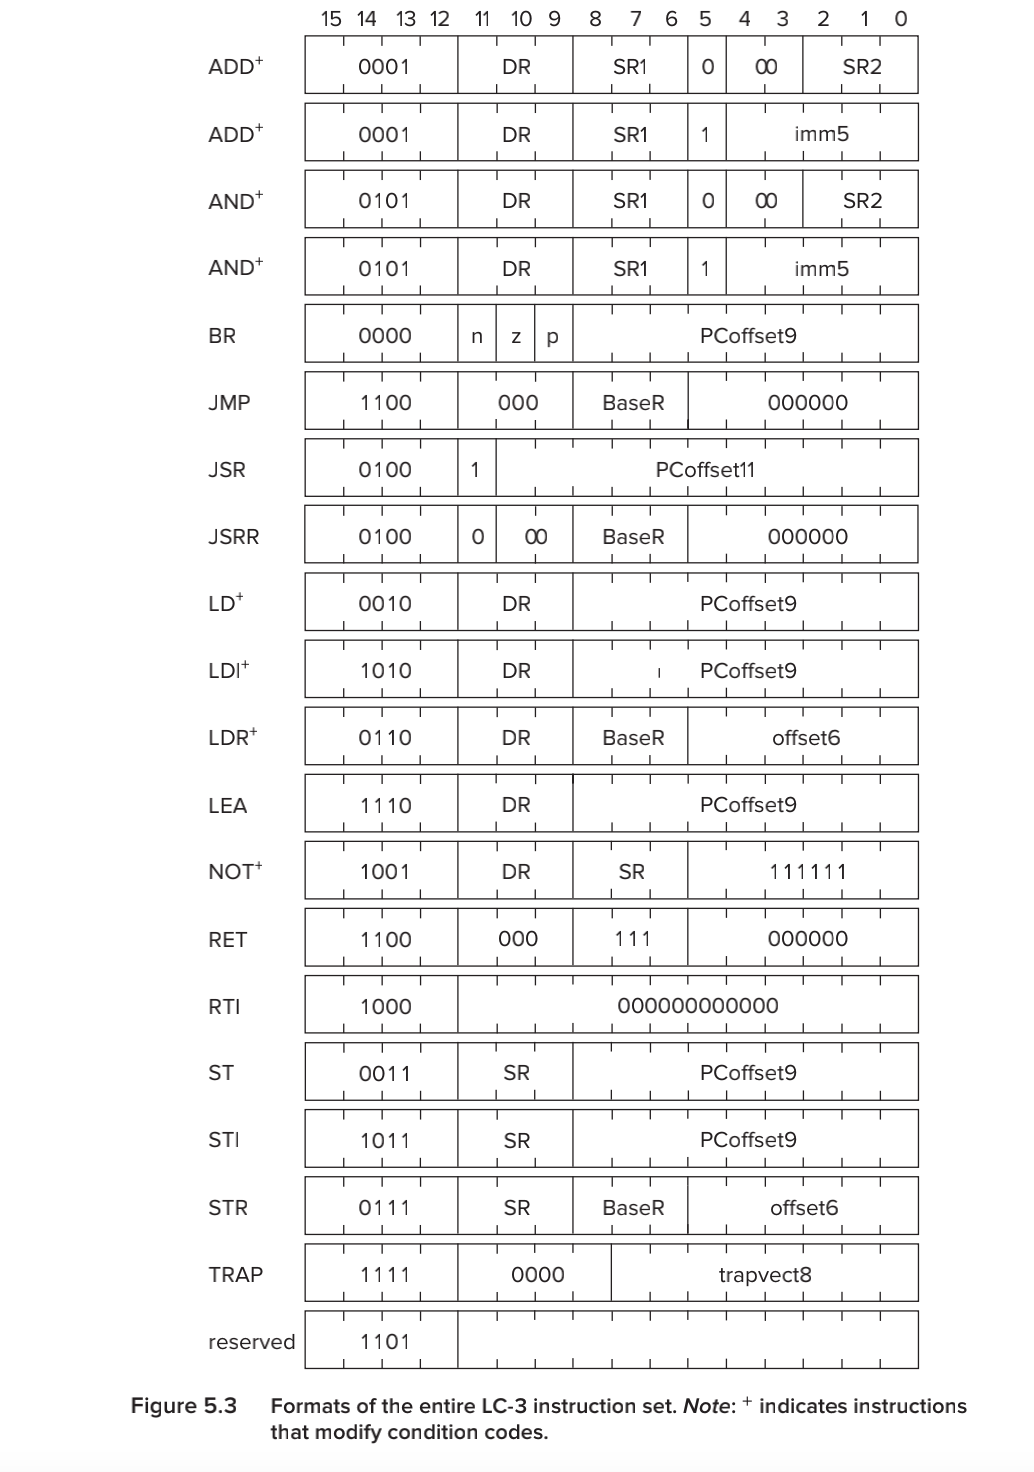 15 14 13 12 11 10 9 8 7 6 5 4 3 2 1 0
ADD+ 0001 DR SR1 0 00 SR2
ADD+ 0001 DR SR1 1 imm5
AND+ 0101 DR SR1 0 00 SR2
AND+ 0101 DR SR1 1 imm5
BR 0000 n z p PCoffset9
JMP 1100 000 BaseR 000000
JSR 0100 1 PCoffset11
JSRR 0100 0 00 BaseR 000000
LD+ 0010 DR PCoffset9
LDI+ 1010 DR PCoffset9
LDR+ 0110 DR BaseR offset6
LEA 1110 DR PCoffset9
NOT+ 1001 DR SR 111111
RET 1100 000 111 000000
RTI 1000 000000000000
ST 0011 SR PCoffset9
STI 1011 SR PCoffset9
STR 0111 SR BaseR offset6
TRAP 1111 0000 trapvect8
reserved 1101
Figure 5.3 Formats of the entire LC-3 instruction set. Note: + indicates instructions
that modify condition codes.